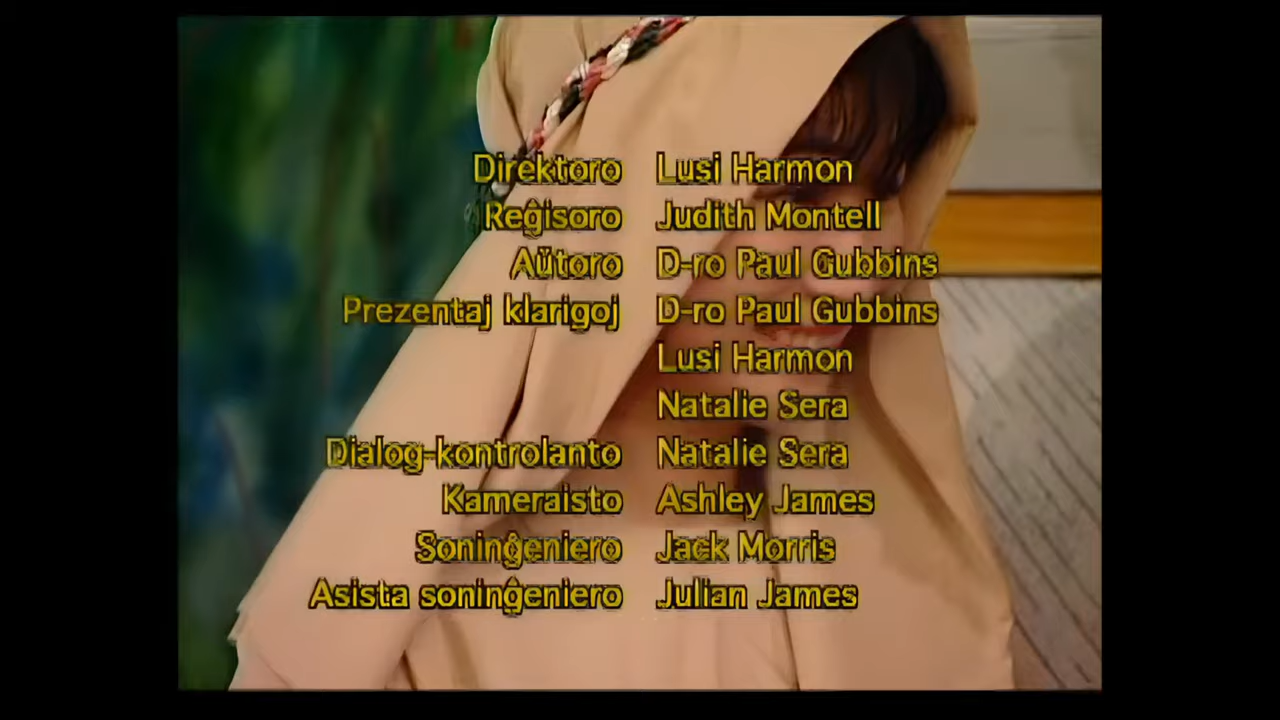 Direktoro Lusi Harmon
Reĝisoro Judith Montell
Aŭtoro D-ro Paul Gubbins
Prezentaj klarigoj D-ro Paul Gubbins
Lusi Harmon
Natalie Sera
Dialog-kontrolanto Natalie Sera
Kameraisto Ashley James
Soninĝeniero Jack Morris
Asista soninĝeniero Julian James